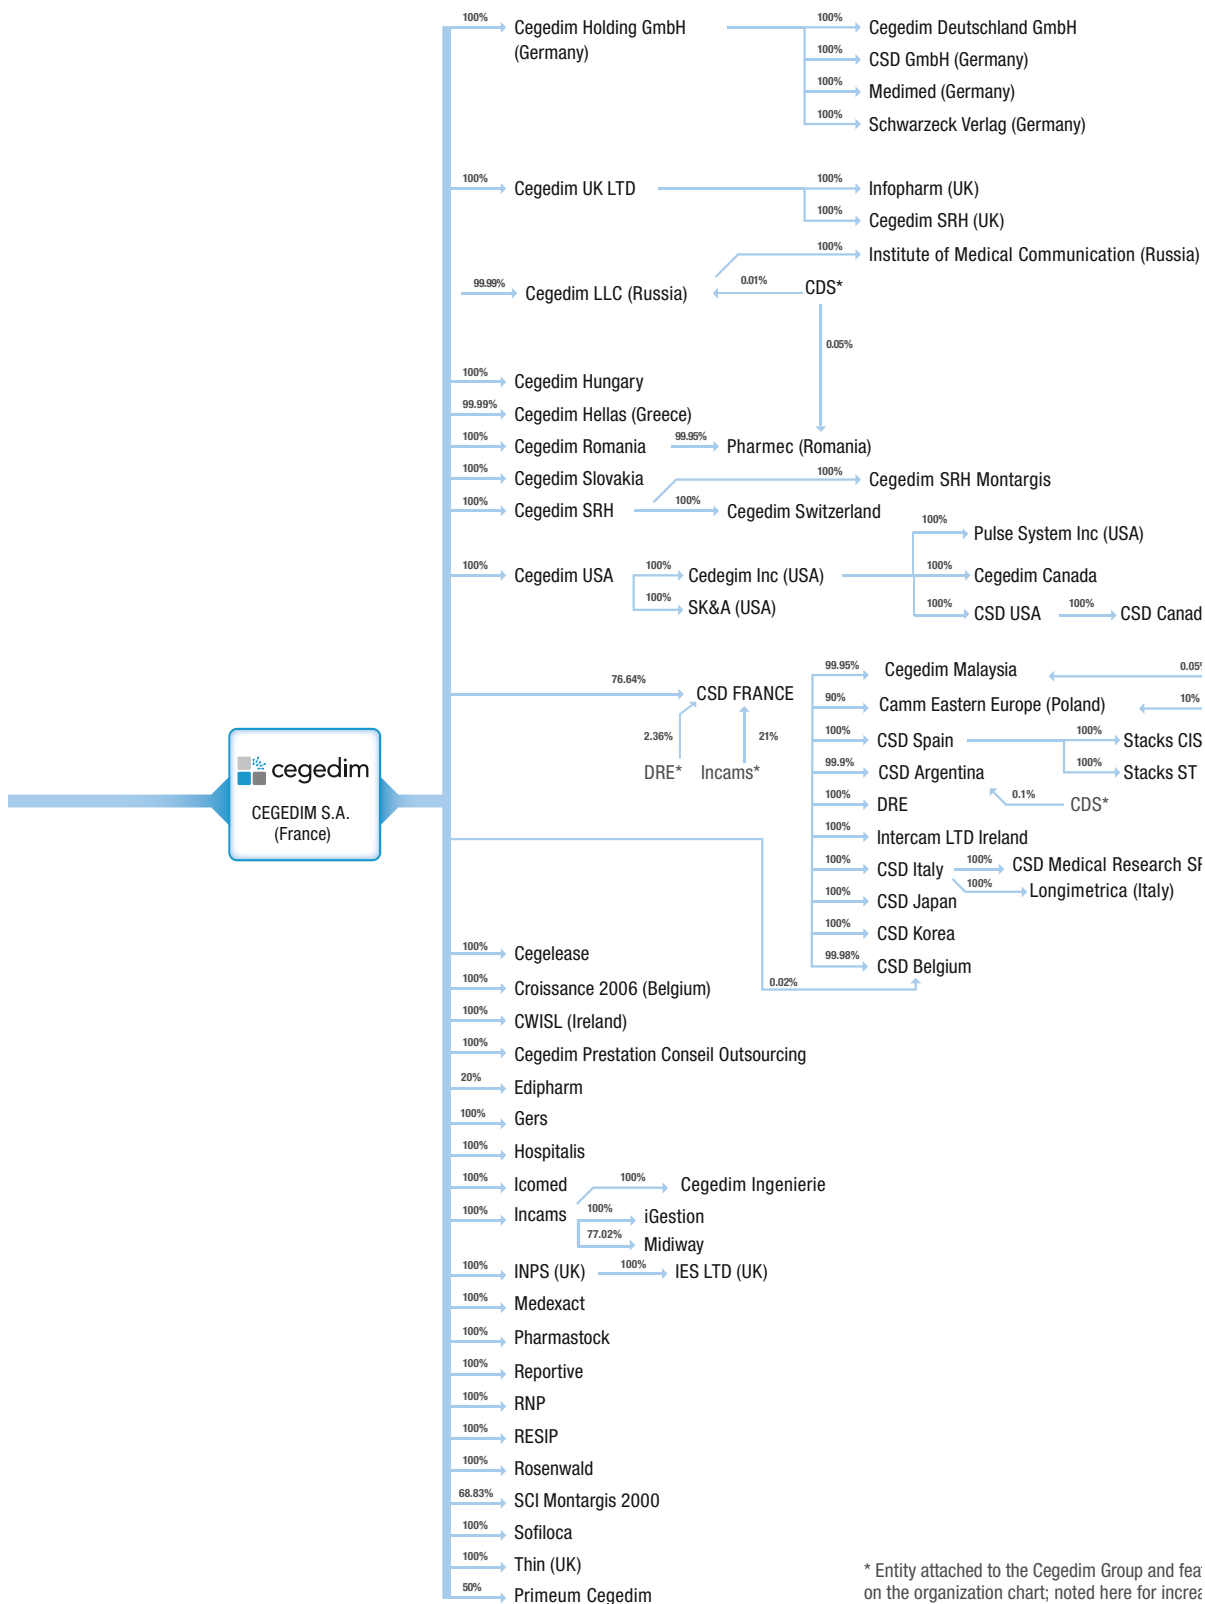 100% Cegedim Holding GmbH 100% Cegedim Deutschland GmbH
(Germany)
100% CSD GmbH (Germany)
100% Medimed (Germany)
100% Schwarzeck Verlag (Germany)
100% Cegedim UK LTD 100% Infopharm (UK)
100% Cegedim SRH (UK)
100% Institute of Medical Communication (Russia)
99.99% Cegedim LLC (Russia) 0.01% CDS*
0.05%
100% Cegedim Hungary
99.99% Cegedim Hellas (Greece)
100% Cegedim Romania 99.95% Pharmec (Romania)
100% Cegedim Slovakia 100% Cegedim SRH Montargis
100% Cegedim SRH 100% Cegedim Switzerland
100% Pulse System Inc (USA)
100% Cegedim USA 100% Cedegim Inc (USA) 100% Cegedim Canada
100% SK&A (USA) 100% CSD USA 100% CSD Canad
99.95% Cegedim Malaysia 0.05%
76.64% CSD FRANCE 90% Camm Eastern Europe (Poland) 10%
2.36% 21% 100% CSD Spain 100% Stacks CIS
DRE* Incams* 99.9% CSD Argentina 100% Stacks ST
cegedim
CEGEDIM S.A.
(France)
100% DRE 0.1% CDS*
100% Intercam LTD Ireland
100% CSD Italy 100% CSD Medical Research SR
100% Longimetrica (Italy)
100% CSD Japan
100% CSD Korea
99.98% CSD Belgium
0.02%
100% Cegelease
100% Croissance 2006 (Belgium)
100% CWISL (Ireland)
100% Cegedim Prestation Conseil Outsourcing
20% Edipharm
100% Gers
100% Hospitalis
100% Icomed 100% Cegedim Ingenierie
100% Incams 100% iGestion
77.02% Midiway
100% INPS (UK) 100% IES LTD (UK)
100% Medexact
100% Pharmastock
100% Reportive
100% RNP
100% RESIP
100% Rosenwald
68.83% SCI Montargis 2000
100% Sofiloca
100% Thin (UK)
50% Primeum Cegedim
* Entity attached to the Cegedim Group and fea
on the organization chart; noted here for increa